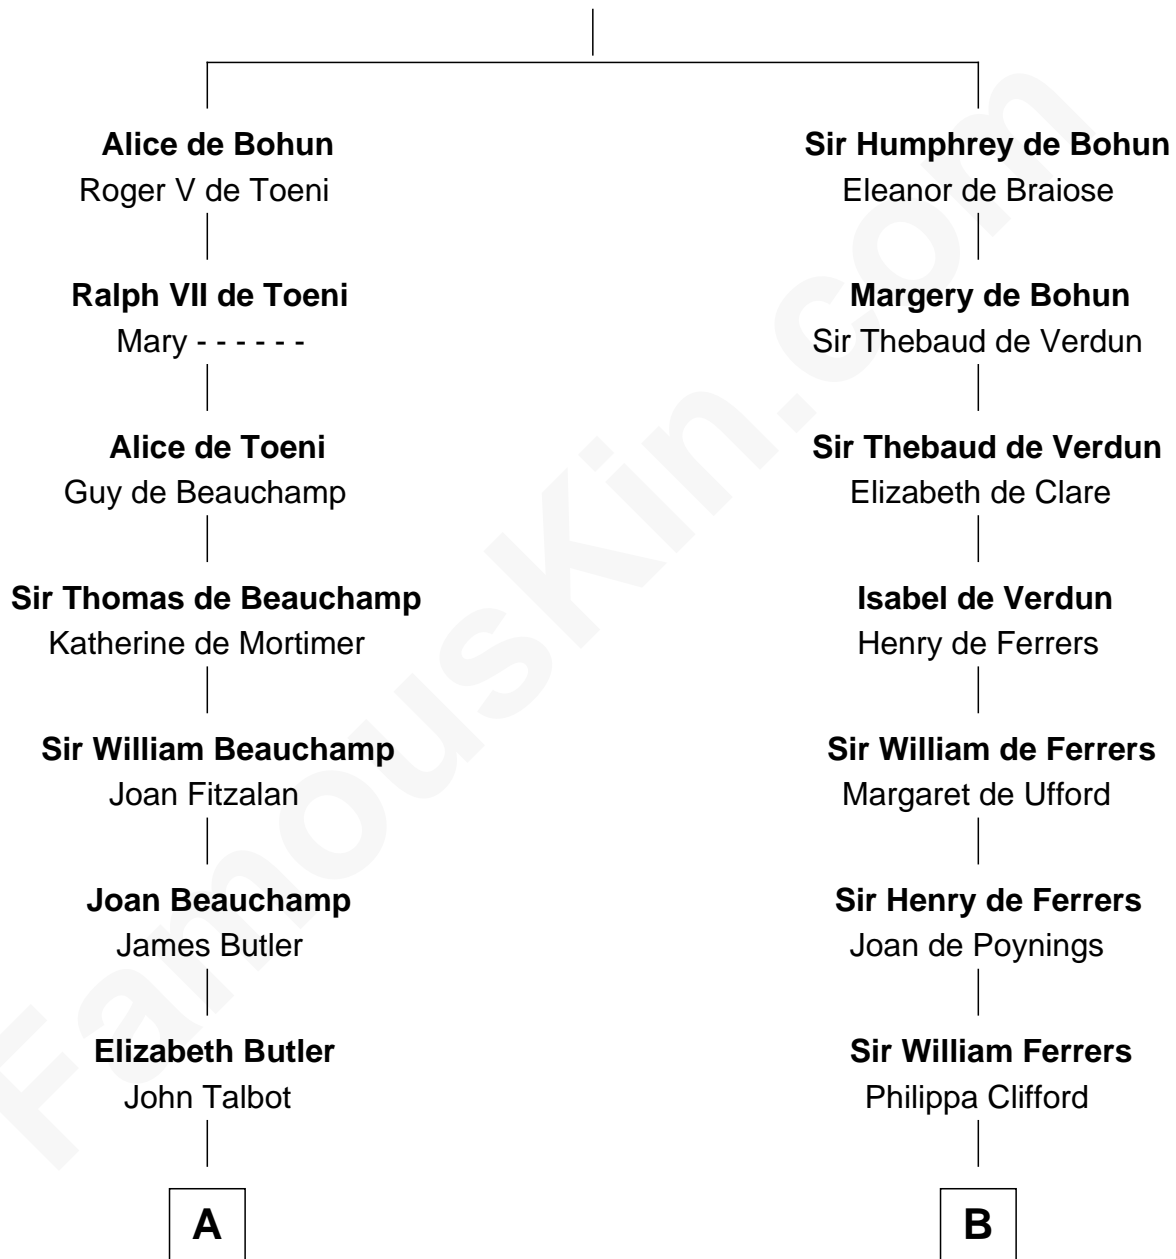 Alice de Bohun
Roger V de Toeni
Ralph VII de Toeni
Mary - - - - - -
Alice de Toeni
Guy de Beauchamp
Sir Thomas de Beauchamp
Katherine de Mortimer
Sir William Beauchamp
Joan Fitzalan
Joan Beauchamp
James Butler
Elizabeth Butler
John Talbot
A
Sir Humphrey de Bohun
Eleanor de Braiose
Margery de Bohun
Sir Thebaud de Verdun
Sir Thebaud de Verdun
Elizabeth de Clare
Isabel de Verdun
Henry de Ferrers
Sir William de Ferrers
Margaret de Ufford
Sir Henry de Ferrers
Joan de Poynings
Sir William Ferrers
Philippa Clifford
B
FamousKin.com